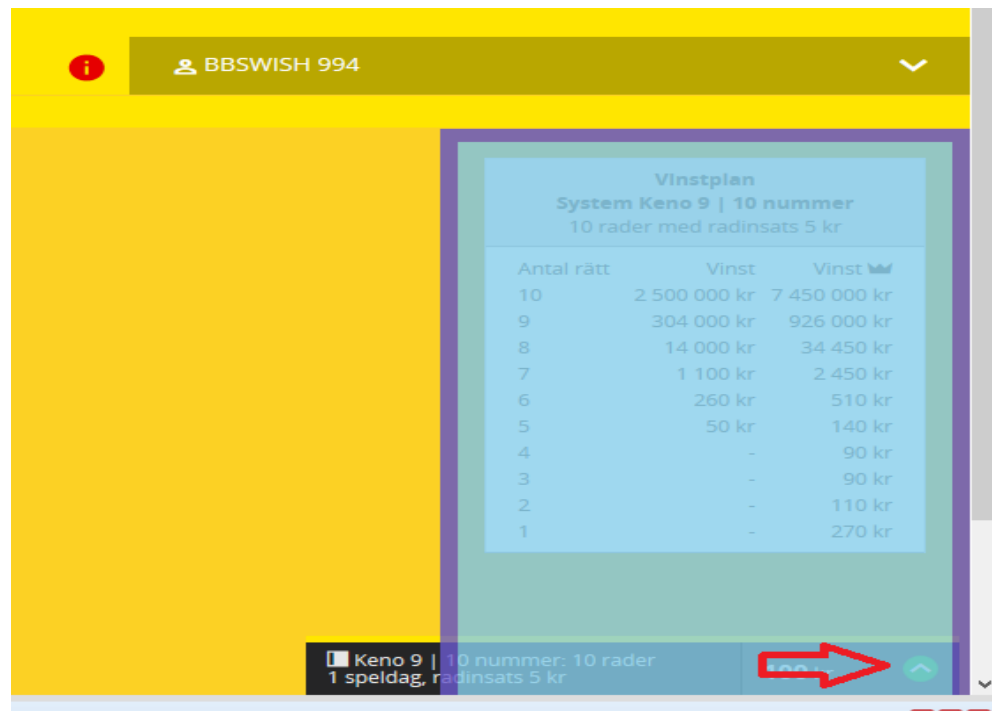 i
BBSWISH 994
VInstplan
System Keno 9 | 10 nummer
10 rader med radinsats 5 kr
Antal rätt Vinst Vinst
10 2 500 000 kr 7 450 000 kr
9 304 000 kr 926 000 kr
8 14 000 kr 34 450 kr
7 1 100 kr 2 450 kr
6 260 kr 510 kr
5 50 kr 140 kr
4 - 90 kr
3 - 90 kr
2 - 110 kr
1 - 270 kr
Keno 9 | 10 nummer: 10 rader
1 speldag, radinsats 5 kr
100 kr